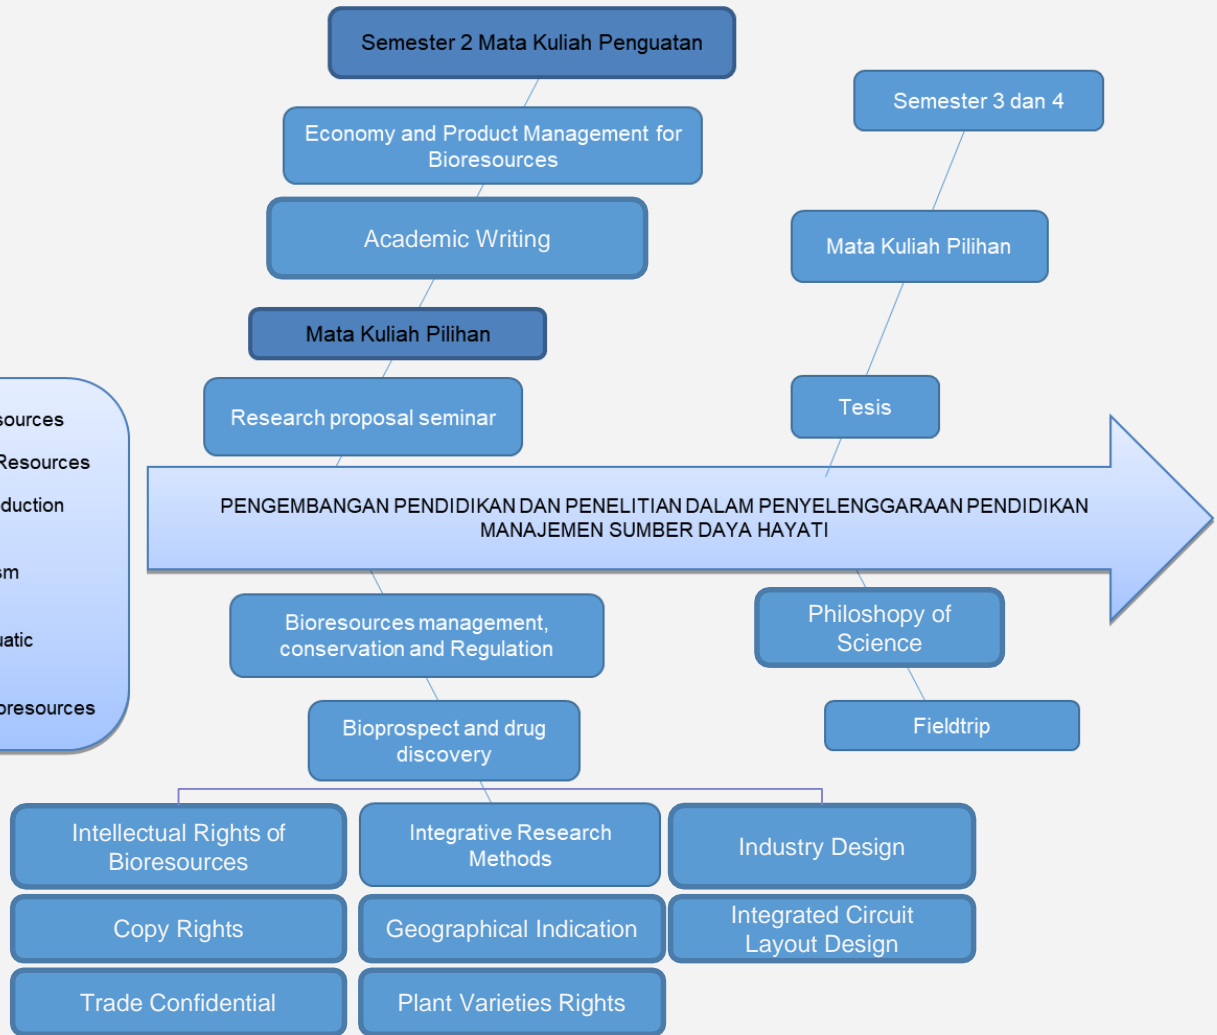 Semester 2 Mata Kuliah Penguatan
Economy and Product Management for
Bioresources
Academic Writing
Mata Kuliah Pilihan
Research proposal seminar
Semester 3 dan 4
Mata Kuliah Pilihan
Tesis
Resources
PENGEMBANGAN PENDIDIKAN DAN PENELITIAN DALAM PENYELENGGARAAN PENDIDIKAN
MANAJEMEN SUMBER DAYA HAYATI
Bioresources management,
conservation and Regulation
Bioprospect and drug
discovery
Philoshopy of
Science
Fieldtrip
Intellectual Rights of
Bioresources
Integrative Research
Methods
Industry Design
Copy Rights
Geographical Indication
Integrated Circuit
Layout Design
Trade Confidential
Plant Varieties Rights